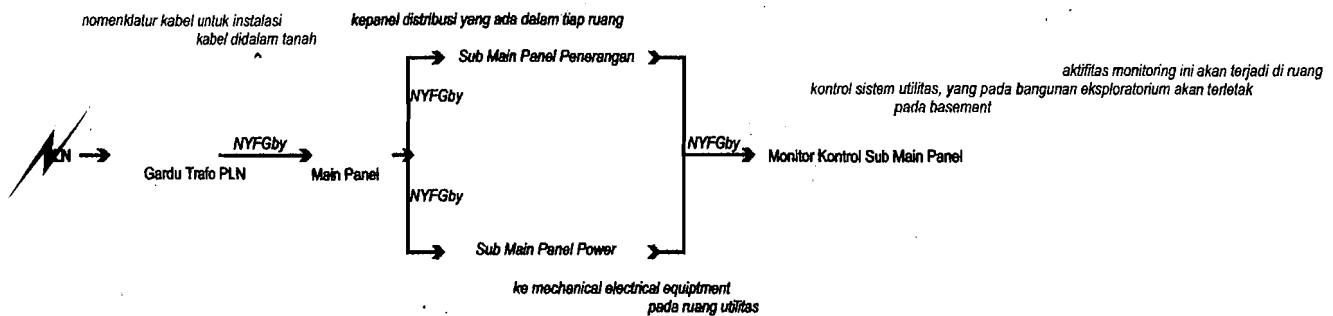 nomenklatur kabel untuk instalasi
kabel didalam tanah
kepanel distribusi yang ada dalam tiap ruang
Sub Main Panel Penerangan
aktifitas monitoring ini akan terjadi di ruang
kontrol sistem utilitas, yang pada bangunan eksploratorium akan terletak
pada basement
NYFGby
PLN
NYFGby
NYFGby
Gardu Trafo PLN
Main Panel
Monitor Kontrol Sub Main Panel
NYFGby
Sub Main Panel Power
ke mechanical electrical equiptment
pada ruang utilitas